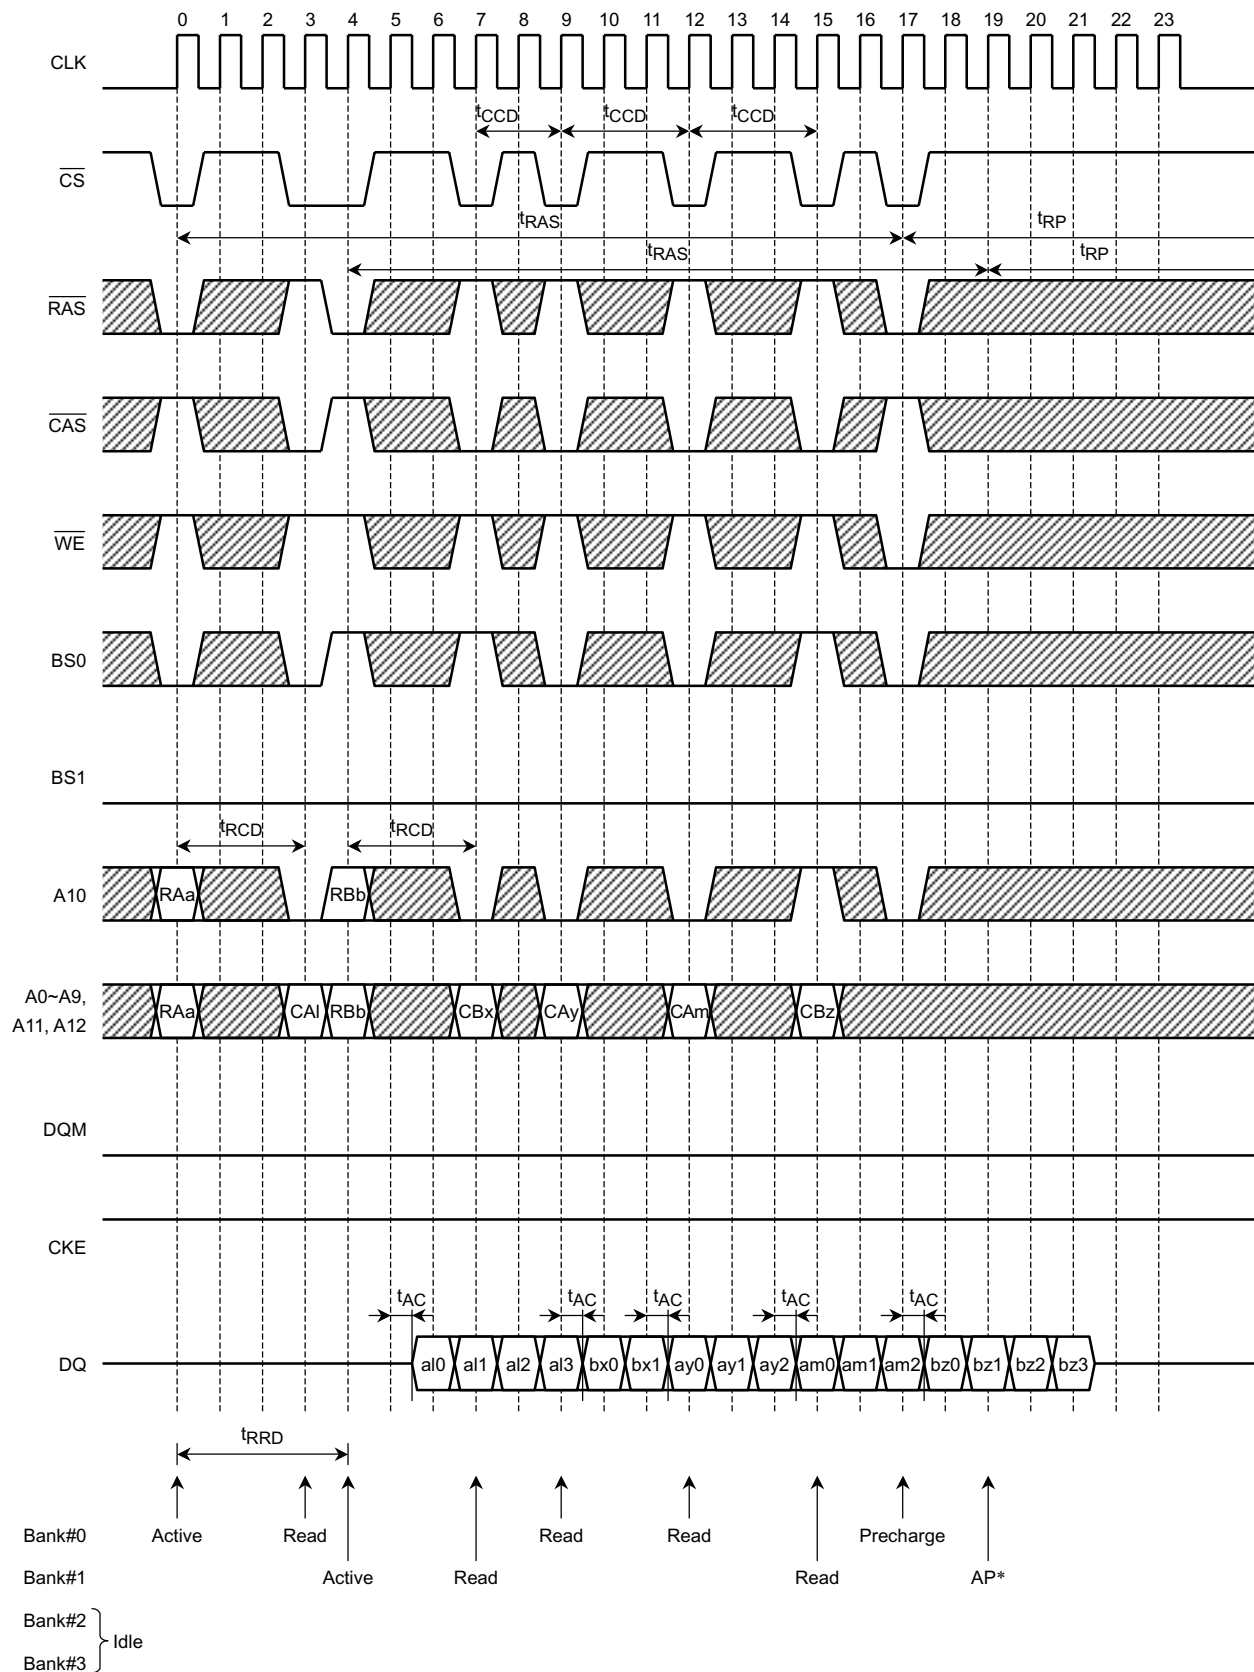 0 1 2 3 4 5 6 7 8 9 10 11 12 13 14 15 16 17 18 19 20 21 22 23
CLK
tCCD tCCD tCCD
CS
tRAS tRP
tRAS tRP
RAS
CAS
WE
BS0
BS1
tRCD tRCD
A10 RAa RBb
A0~A9,
A11, A12
RAa CAl RBb CBx CAy CAm CBz
DQM
CKE
tAC tAC tAC tAC tAC
DQ al0 al1 al2 al3 bx0 bx1 ay0 ay1 ay2 am0 am1 am2 bz0 bz1 bz2 bz3
tRRD
Bank#0 Active Read Read Read Precharge
Bank#1 Active Read Read AP*
Bank#2
Idle
Bank#3